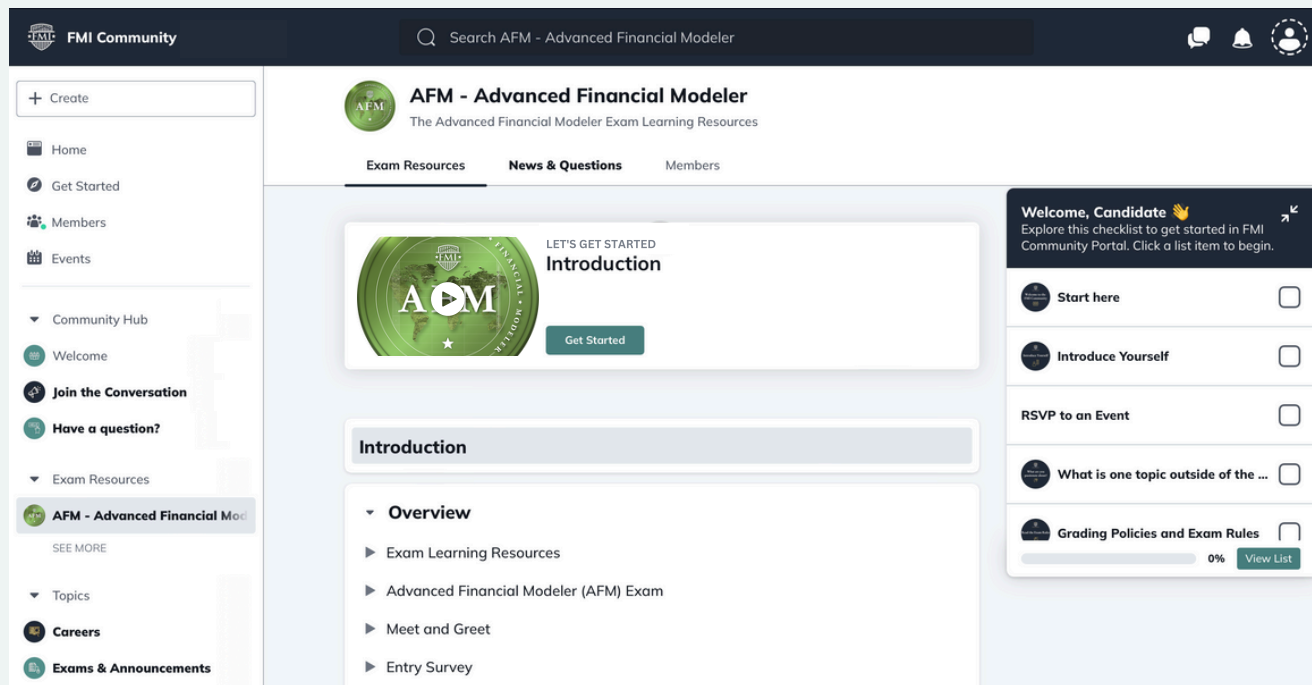 FMI
FMI Community
Search AFM - Advanced Financial Modeler
+ Create
Home
Get Started
Members
Events
Community Hub
Welcome
Join the Conversation
Have a question?
Exam Resources
AFM - Advanced Financial Mod
SEE MORE
Topics
Careers
Exams & Announcements
AFM
AFM - Advanced Financial Modeler
The Advanced Financial Modeler Exam Learning Resources
Exam Resources
News & Questions
Members
FMI
AFM
FINANCIAL • MODELER
LET'S GET STARTED
Introduction
Get Started
Introduction
Overview
Exam Learning Resources
Advanced Financial Modeler (AFM) Exam
Meet and Greet
Entry Survey
Welcome, Candidate 👋
Explore this checklist to get started in FMI
Community Portal. Click a list item to begin.
Start here
Introduce Yourself
RSVP to an Event
What is one topic outside of the ...
Grading Policies and Exam Rules
0%
View List